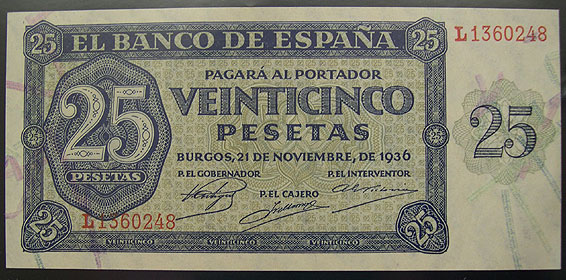 25 EL BANCO DE ESPAÑA 25
L1360248
PAGARÁ AL PORTADOR
VEINTICINCO
PESETAS
25
PESETAS
25
BURGOS, 21 DE NOVIEMBRE, DE 1936
P. EL GOBERNADOR P. EL INTERVENTOR
P. EL CAJERO
L1360248
25 VEINTICINCO VEINTICINCO VEINTICINCO 25